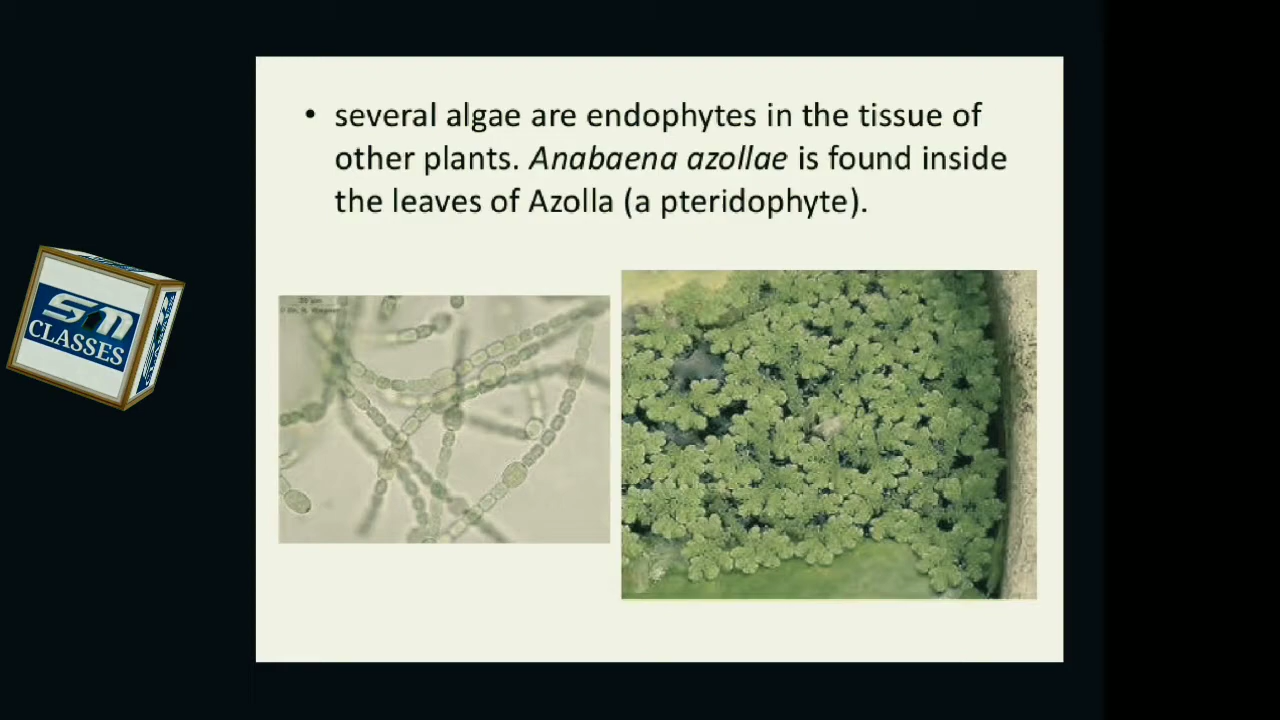 • several algae are endophytes in the tissue of
other plants. Anabaena azollae is found inside
the leaves of Azolla (a pteridophyte).
SM
CLASSES